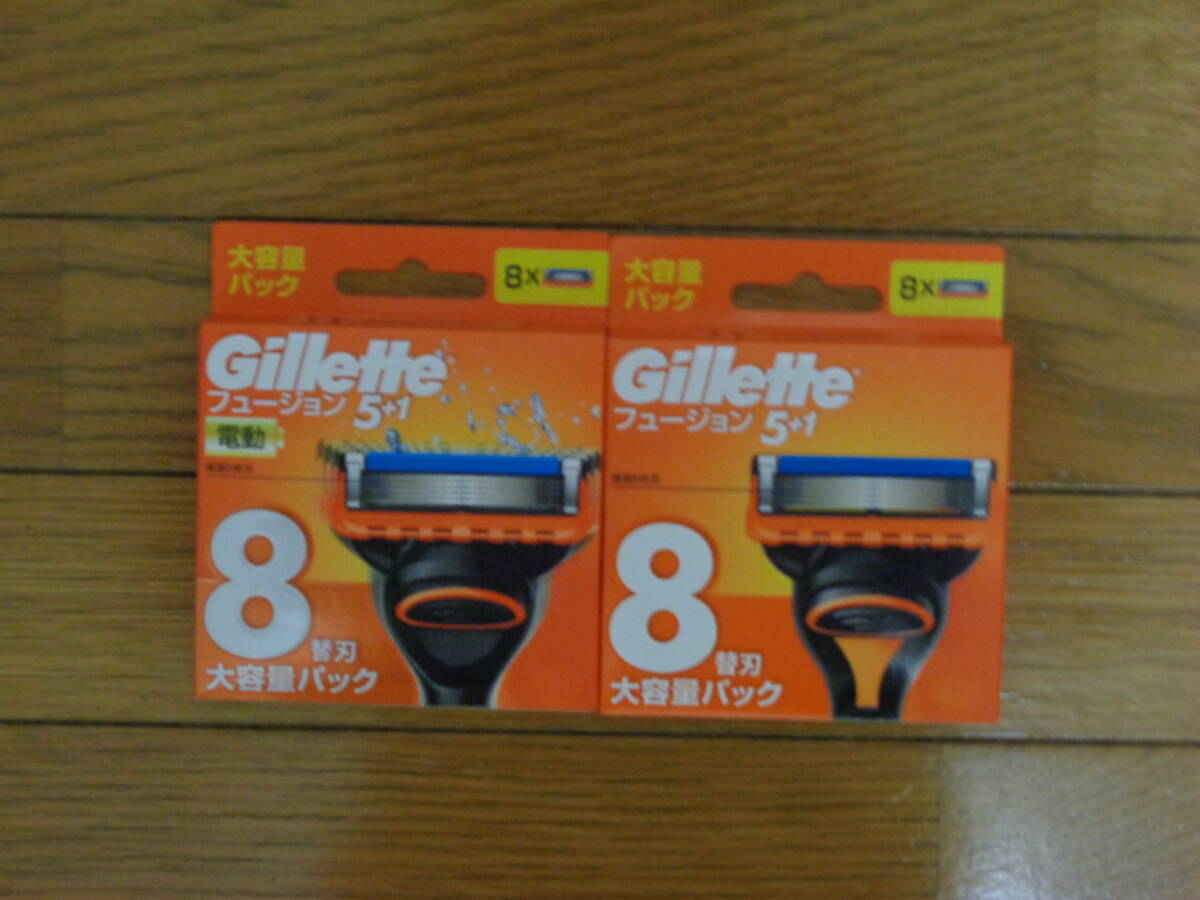 大容量
パック
8X
Gillette
フュージョン 5+1
電動
8
替刃
大容量パック
大容量
パック
8X
Gillette
フュージョン 5+1
8
替刃
大容量パック